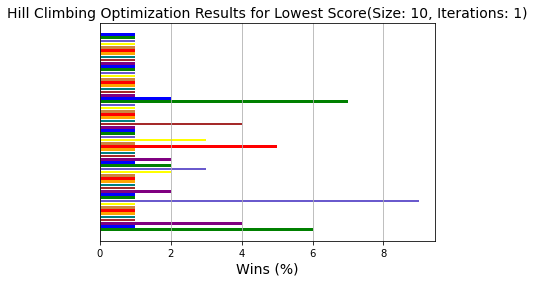 Hill Climbing Optimization Results for Lowest Score(Size: 10, Iterations: 1)
0 2 4 6 8
Wins (%)